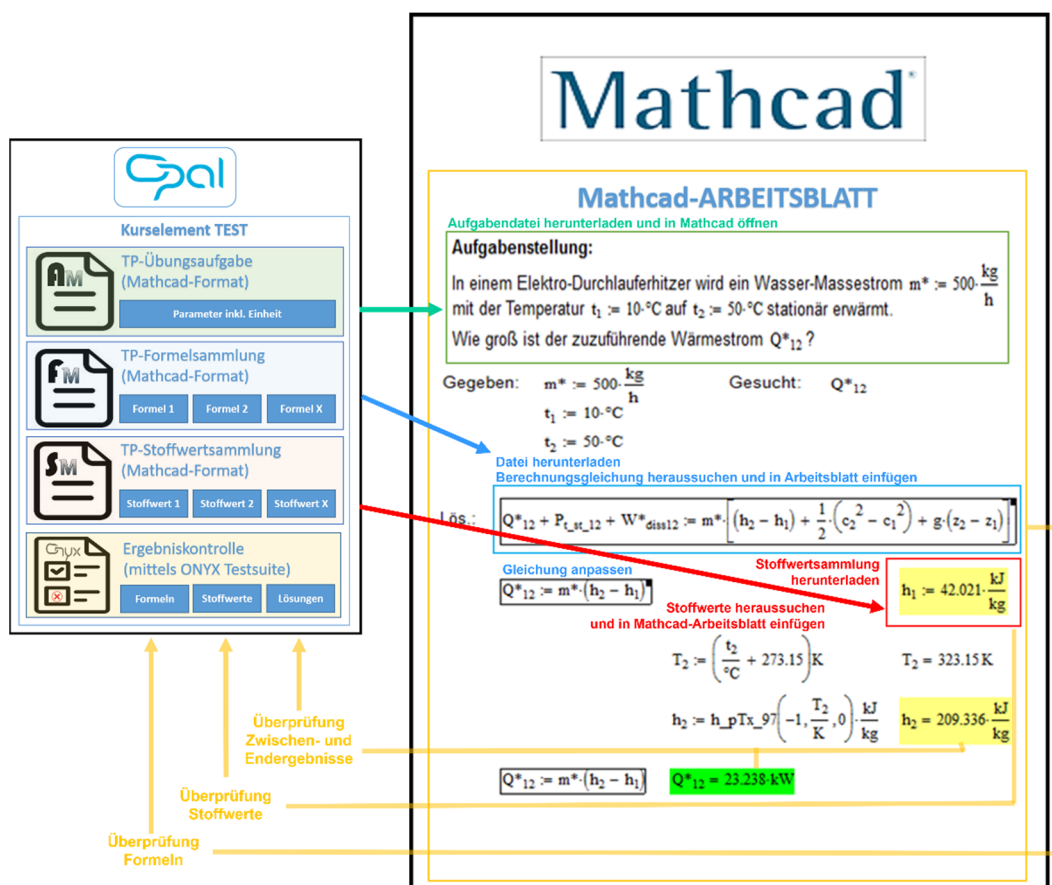 Opal
Kurselement TEST
AM
TP-Übungsaufgabe
(Mathcad-Format)
Parameter inkl. Einheit
FM
TP-Formelsammlung
(Mathcad-Format)
Formel 1 Formel 2 Formel X
SM
TP-Stoffwertsammlung
(Mathcad-Format)
Stoffwert 1 Stoffwert 2 Stoffwert X
Onyx
Ergebniskontrolle
(mittels ONYX Testsuite)
Formeln Stoffwerte Lösungen
Überprüfung
Zwischen- und
Endergebnisse
Überprüfung
Stoffwerte
Überprüfung
Formeln
Mathcad®
Mathcad-ARBEITSBLATT
Aufgabendatei herunterladen und in Mathcad öffnen
Aufgabenstellung:
In einem Elektro-Durchlauferhitzer wird ein Wasser-Massestrom m* := 500·kg/h
mit der Temperatur t₁ := 10·°C auf t₂ := 50·°C stationär erwärmt.
Wie groß ist der zuzuführende Wärmestrom Q*₁₂ ?
Gegeben: m* := 500·kg/h Gesucht: Q*₁₂
t₁ := 10·°C
t₂ := 50·°C
Datei herunterladen
Berechnungsgleichung heraussuchen und in Arbeitsblatt einfügen
Lös.: Q*₁₂ + P_t_st_12 + W*_diss12 := m*·[(h₂ − h₁) + 1/2·(c₂² − c₁²) + g·(z₂ − z₁)]
Gleichung anpassen
Q*₁₂ := m*·(h₂ − h₁)
Stoffwertsammlung
herunterladen
h₁ := 42.021·kJ/kg
Stoffwerte heraussuchen
und in Mathcad-Arbeitsblatt einfügen
T₂ := (t₂/°C + 273.15)K T₂ = 323.15 K
h₂ := h_pTx_97(−1, T₂/K, 0)·kJ/kg h₂ = 209.336·kJ/kg
Q*₁₂ := m*·(h₂ − h₁) Q*₁₂ = 23.238·kW